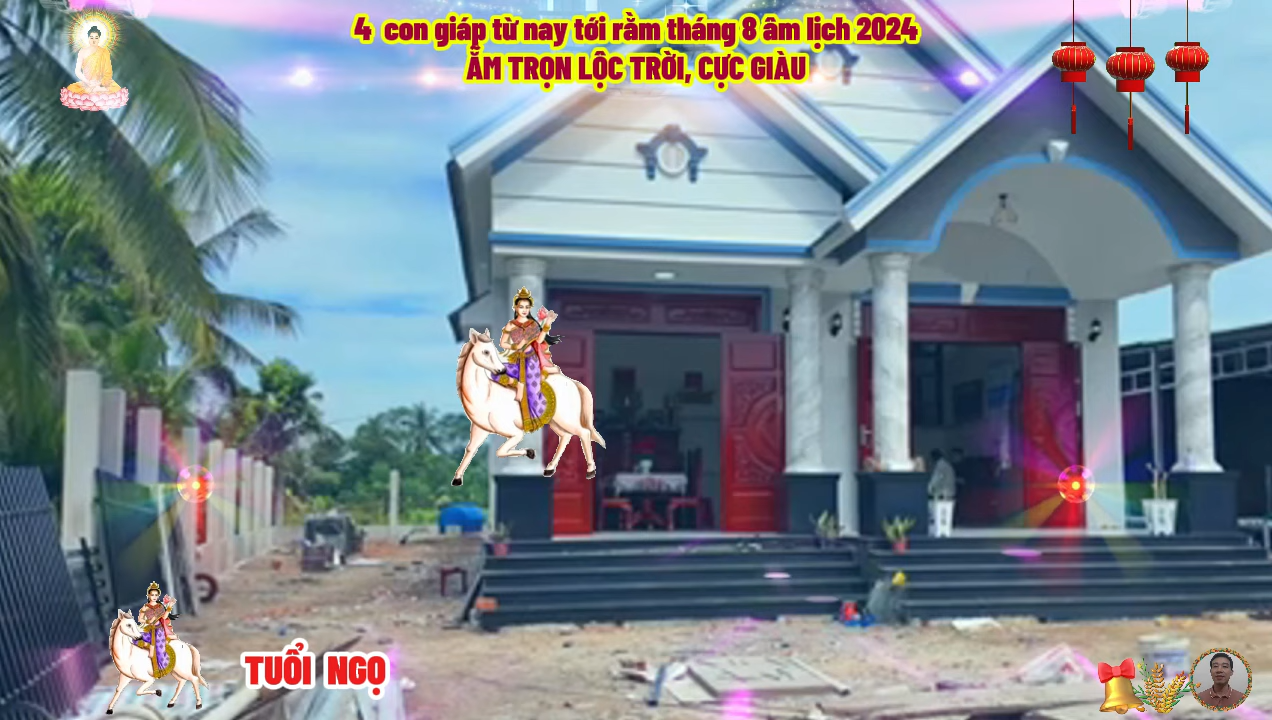 4 con giáp từ nay tới rằm tháng 8 âm lịch 2024
ẴM TRỌN LỘC TRỜI, CỰC GIÀU
TUỔI NGỌ